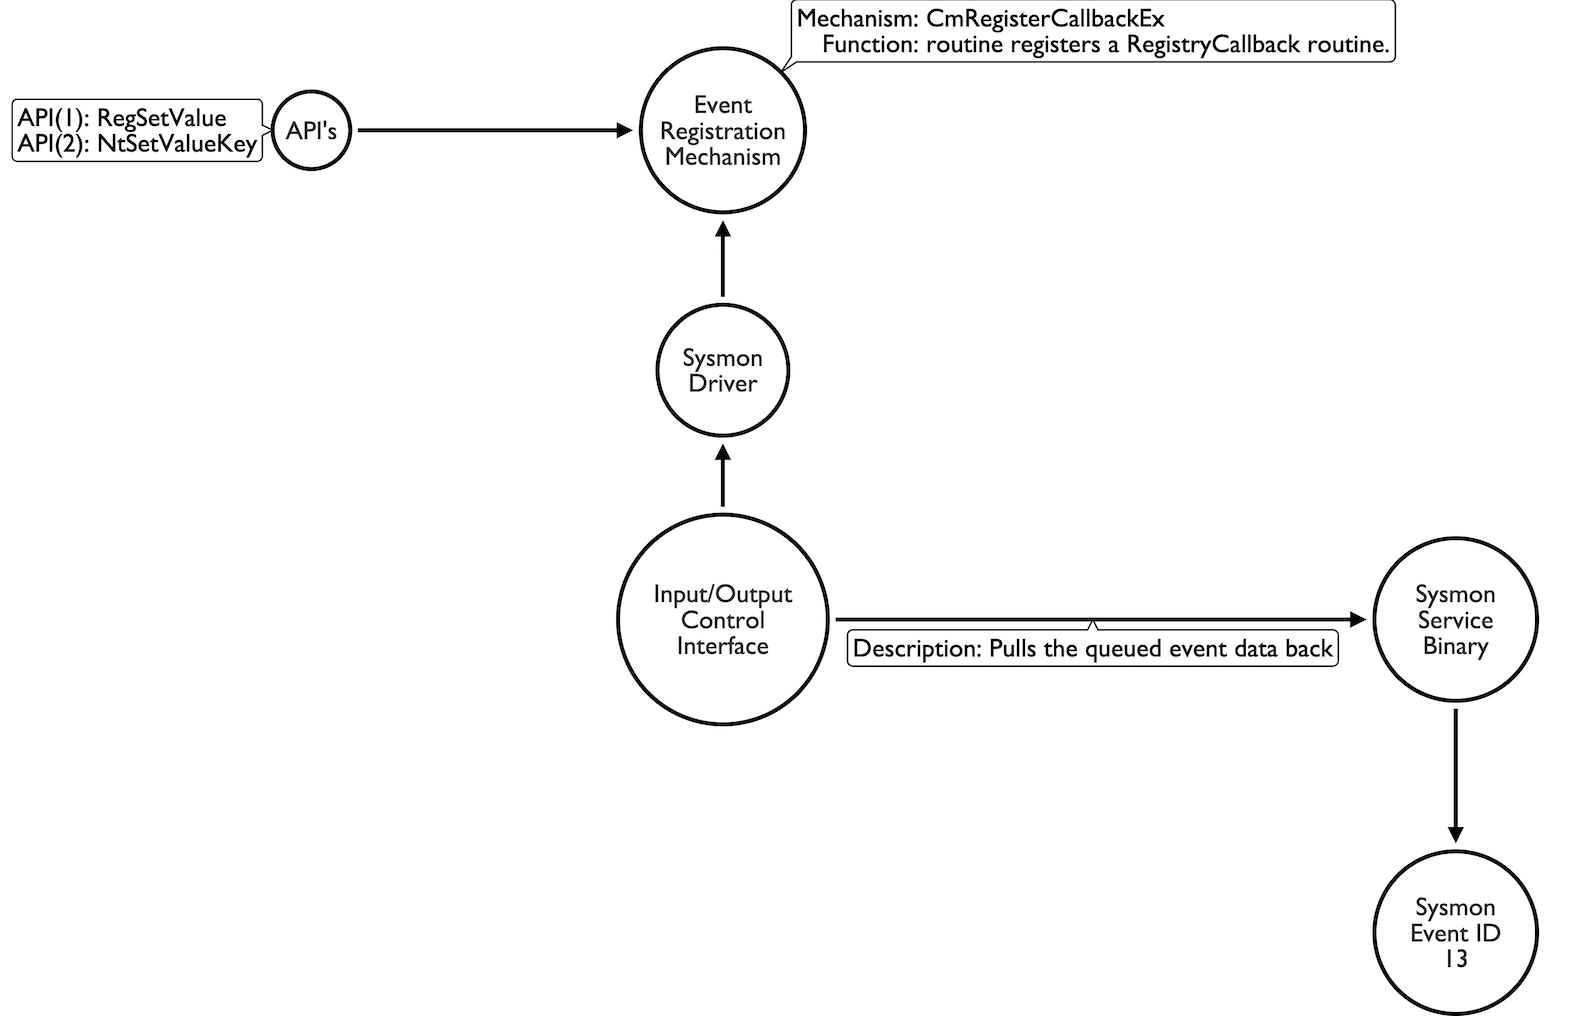 Mechanism: CmRegisterCallbackEx
Function: routine registers a RegistryCallback routine.
API(1): RegSetValue
API(2): NtSetValueKey
API's
Event
Registration
Mechanism
Sysmon
Driver
Input/Output
Control
Interface
Description: Pulls the queued event data back
Sysmon
Service
Binary
Sysmon
Event ID
13